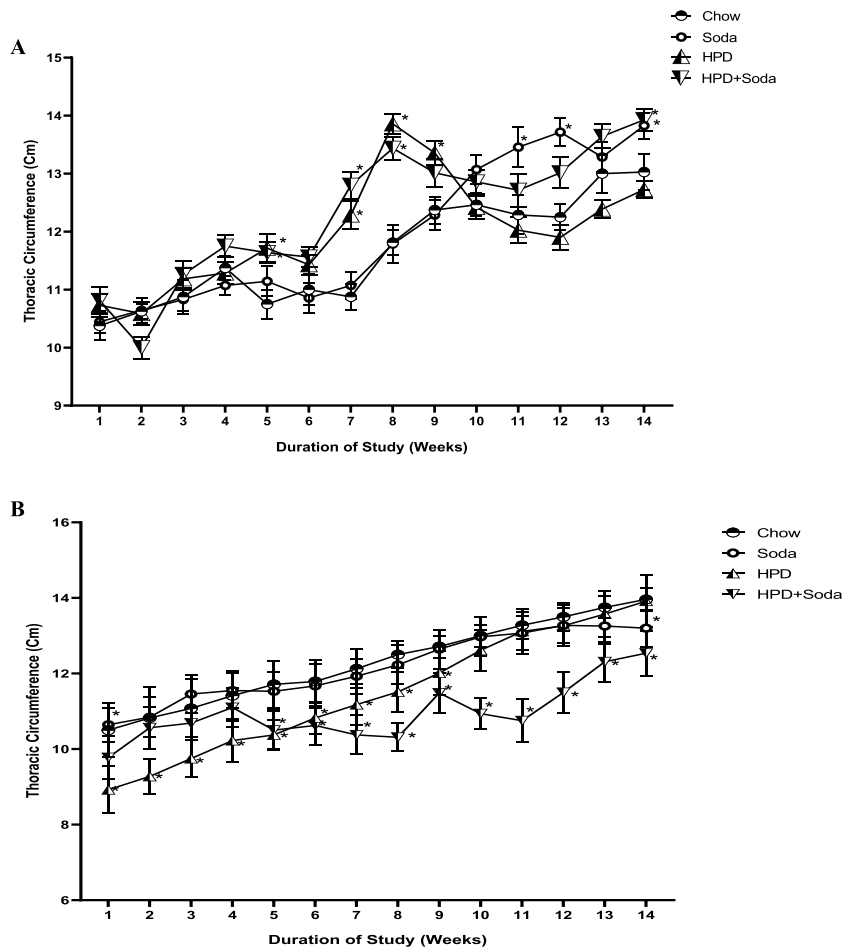 A
Chow
Soda
HPD
HPD+Soda
15
14
13
12
11
10
9
Thoracic Circumference (Cm)
* * * * * * * * * * * *
1 2 3 4 5 6 7 8 9 10 11 12 13 14
Duration of Study (Weeks)
B
Chow
Soda
HPD
HPD+Soda
16
14
12
10
8
6
Thoracic Circumference (Cm)
1 2 3 4 5 6 7 8 9 10 11 12 13 14
Duration of Study (Weeks)